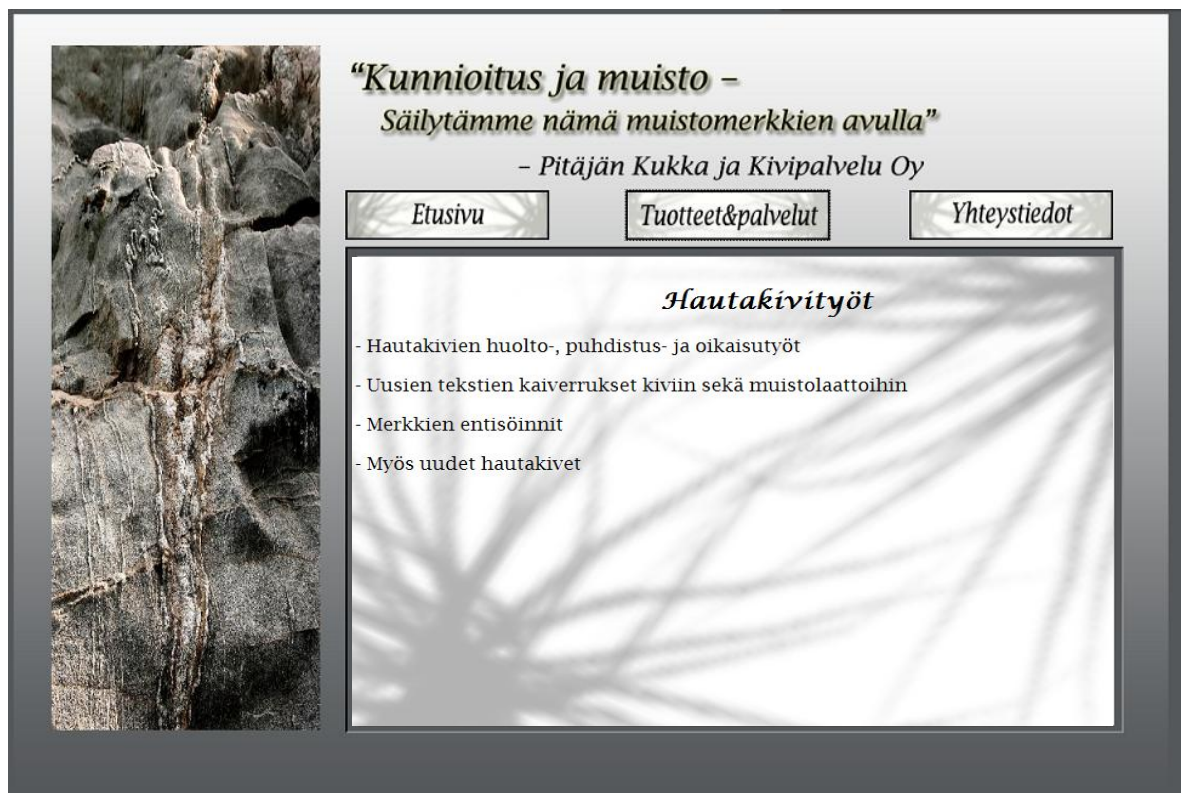 “Kunnioitus ja muisto –
Säilytämme nämä muistomerkkien avulla”
– Pitäjän Kukka ja Kivipalvelu Oy
Etusivu
Tuotteet&palvelut
Yhteystiedot
Hautakivityöt
- Hautakivien huolto-, puhdistus- ja oikaisutyöt
- Uusien tekstien kaiverrukset kiviin sekä muistolaattoihin
- Merkkien entisöinnit
- Myös uudet hautakivet